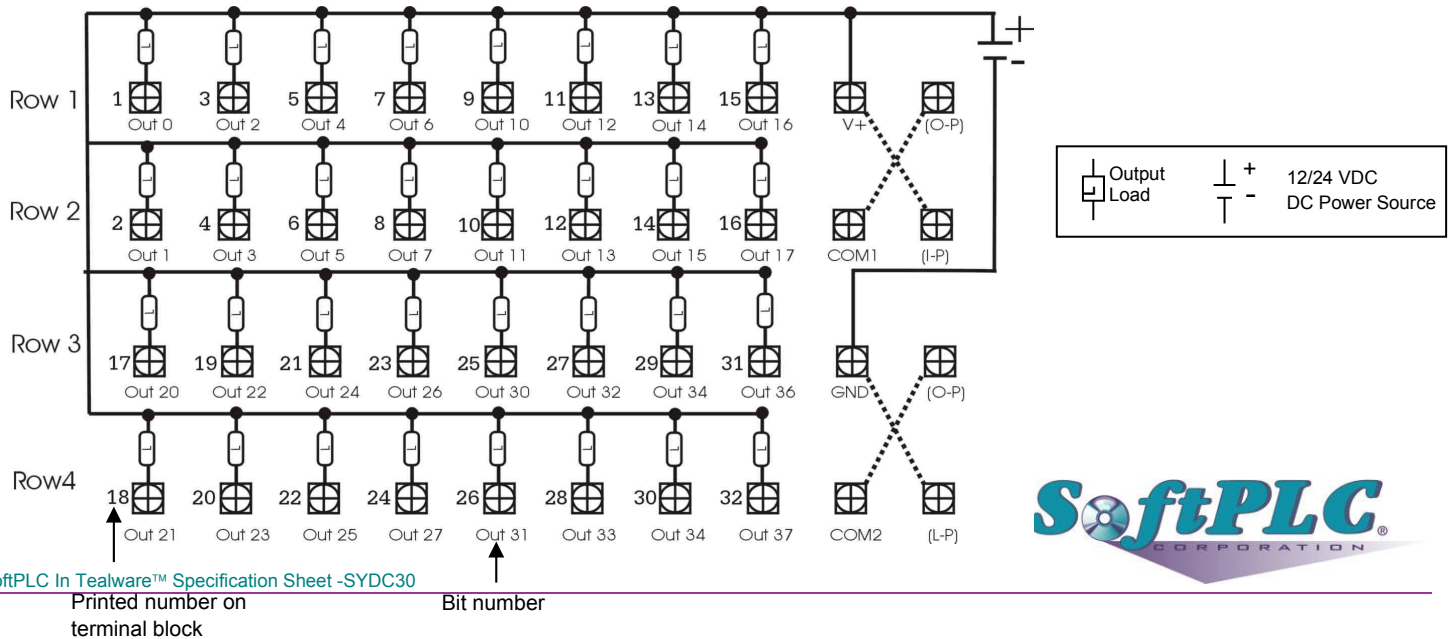 +
-
Row 1
1 3 5 7 9 11 13 15
Out 0 Out 2 Out 4 Out 6 Out 10 Out 12 Out 14 Out 16 V+ (O-P)
Row 2
2 4 6 8 10 12 14 16
Out 1 Out 3 Out 5 Out 7 Out 11 Out 13 Out 15 Out 17 COM1 (I-P)
Row 3
17 19 21 23 25 27 29 31
Out 20 Out 22 Out 24 Out 26 Out 30 Out 32 Out 34 Out 36 GND (O-P)
Row4
18 20 22 24 26 28 30 32
Out 21 Out 23 Out 25 Out 27 Out 31 Out 33 Out 34 Out 37 COM2 (L-P)
L Output Load
+ - 12/24 VDC
DC Power Source
SoftPLC®
CORPORATION
oftPLC In Tealware™ Specification Sheet -SYDC30
Printed number on
terminal block
Bit number